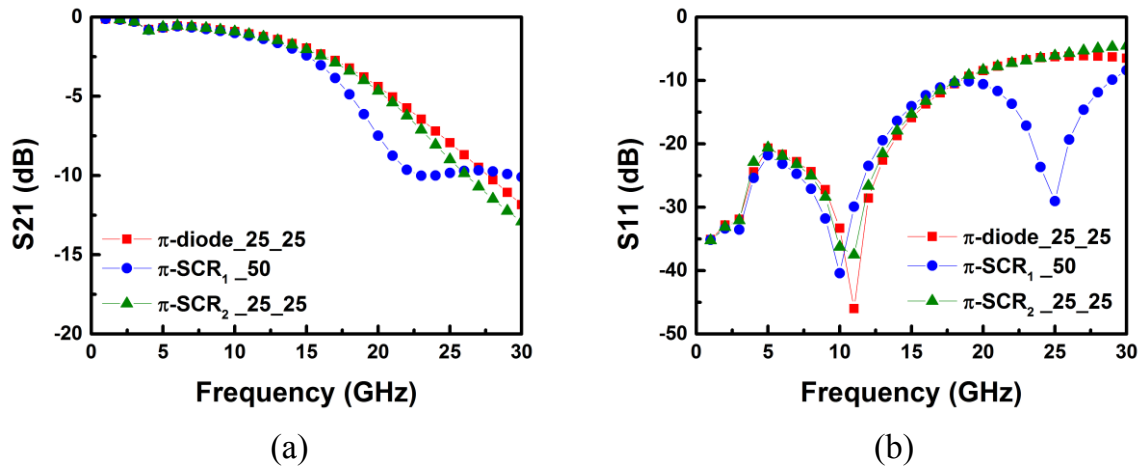 0
-5
-10
-15
-20
S21 (dB)
π-diode_25_25
π-SCR₁_50
π-SCR₂_25_25
0 5 10 15 20 25 30
Frequency (GHz)
(a)
0
-10
-20
-30
-40
-50
S11 (dB)
π-diode_25_25
π-SCR₁_50
π-SCR₂_25_25
0 5 10 15 20 25 30
Frequency (GHz)
(b)